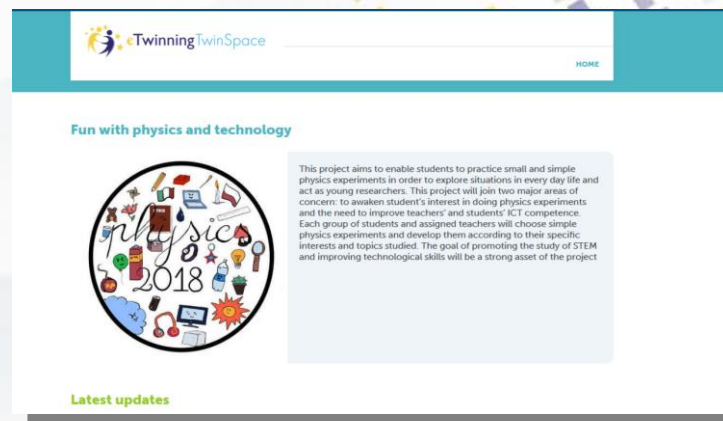 eTwinning TwinSpace
HOME
Fun with physics and technology
This project aims to enable students to practice small and simple
physics experiments in order to explore situations in every day life and
act as young researchers. This project will join two major areas of
concern: to awaken student's interest in doing physics experiments
and the need to improve teachers' and students' ICT competence.
Each group of students and assigned teachers will choose simple
physics experiments and develop them according to their specific
interests and topics studied. The goal of promoting the study of STEM
and improving technological skills will be a strong asset of the project
physics
2018
Latest updates